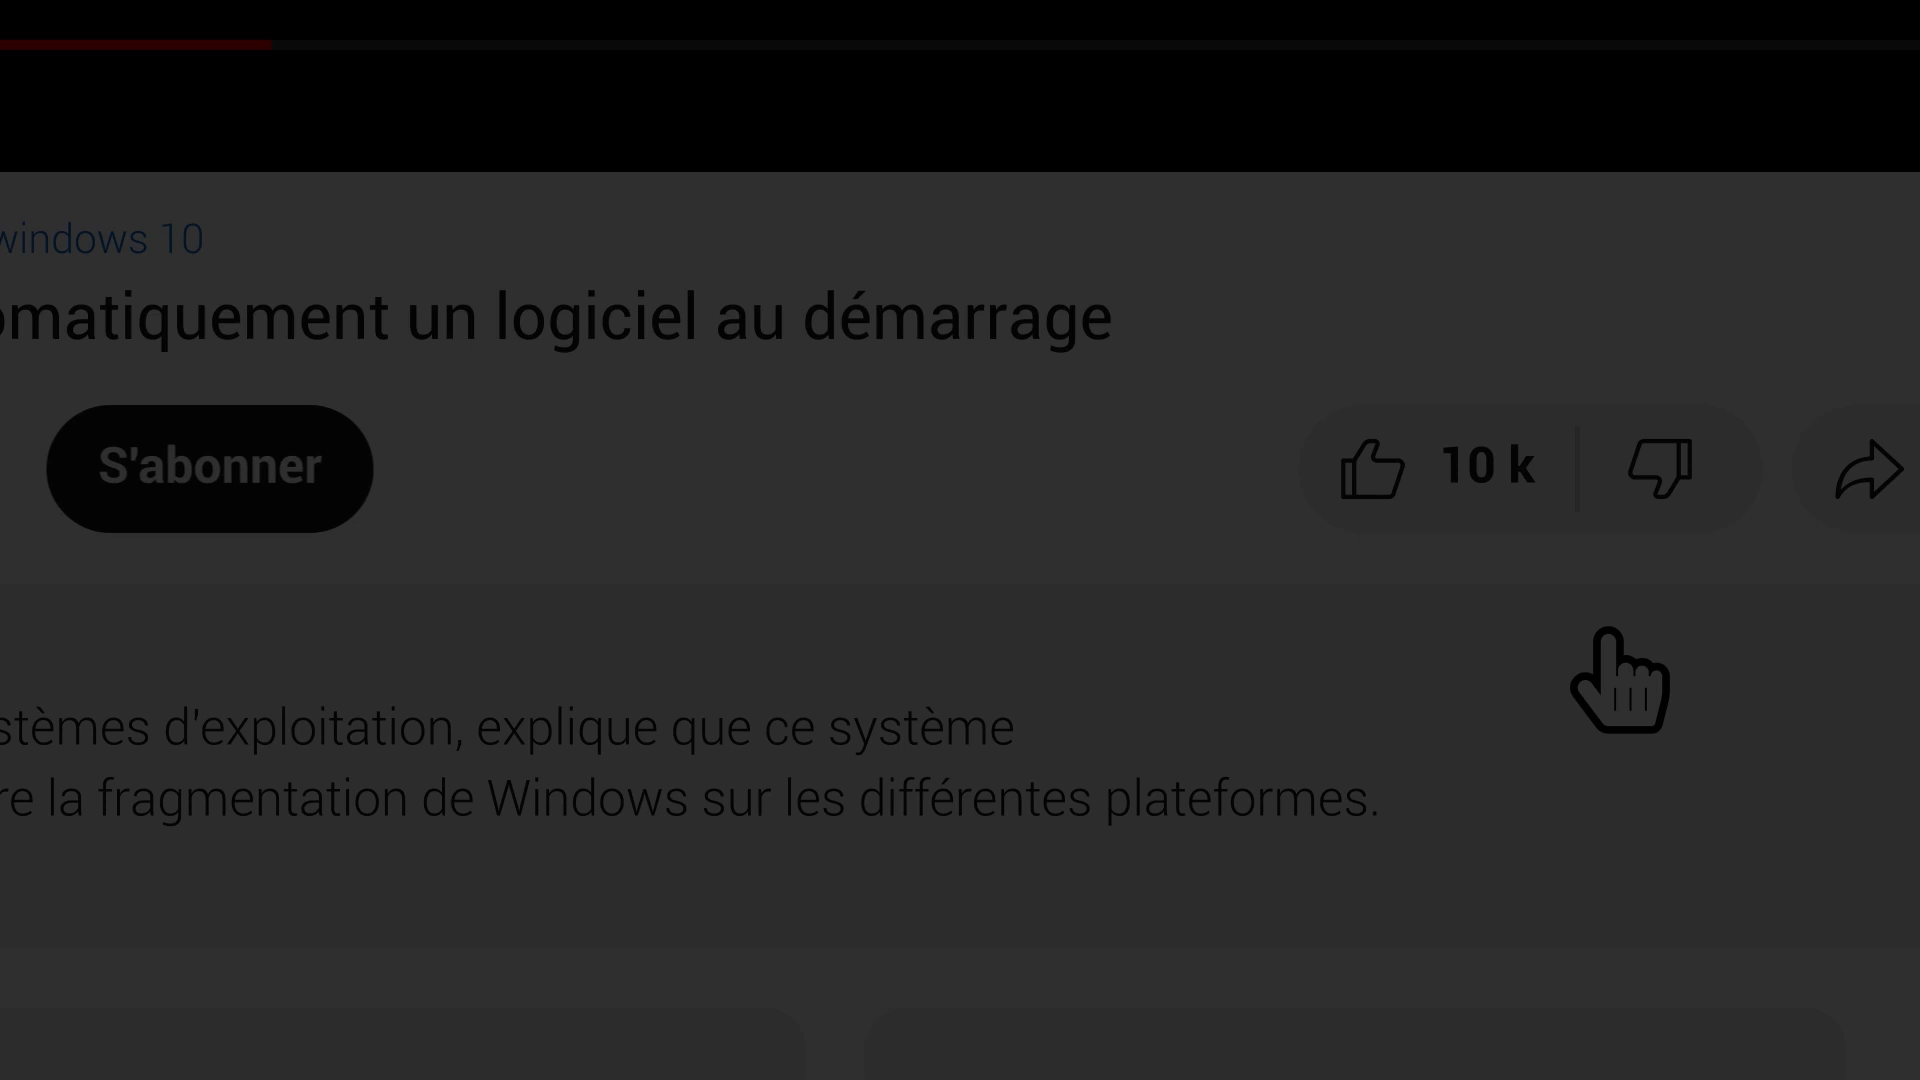 windows 10
omatiquement un logiciel au démarrage
S'abonner
10 k
stèmes d'exploitation, explique que ce système
re la fragmentation de Windows sur les différentes plateformes.